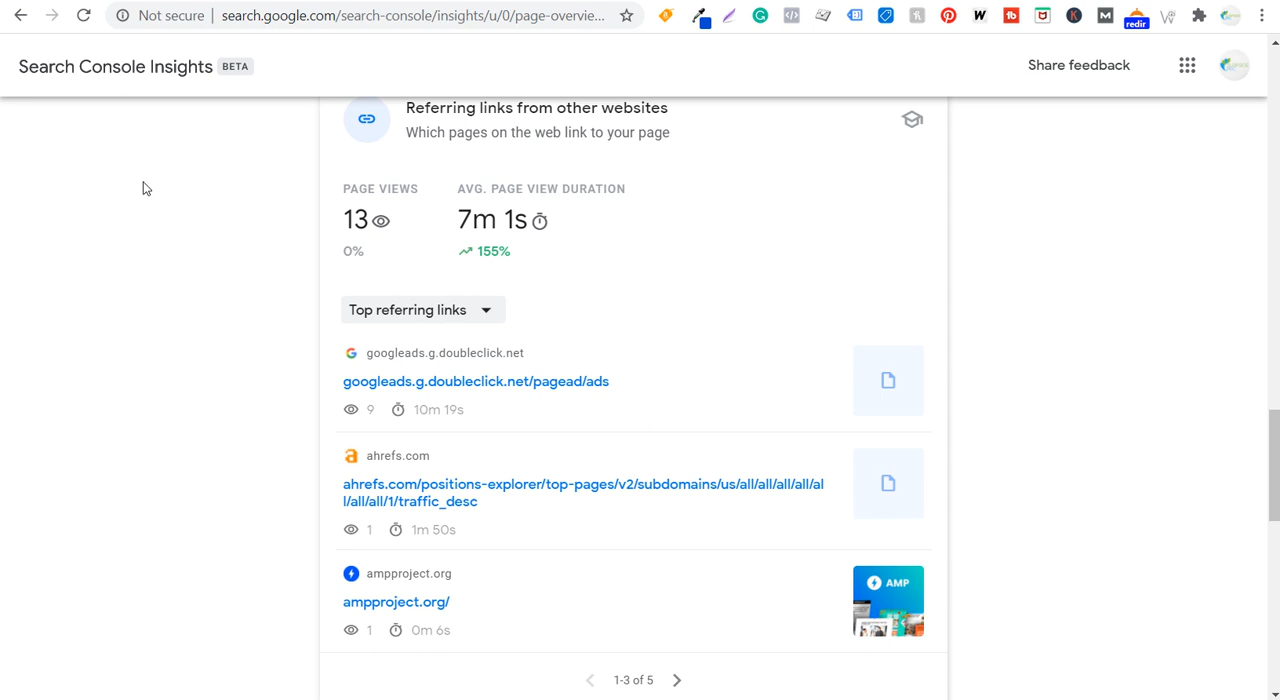 Not secure
search.google.com/search-console/insights/u/0/page-overvie...
redir
Search Console Insights BETA
Share feedback
Referring links from other websites
Which pages on the web link to your page
PAGE VIEWS
AVG. PAGE VIEW DURATION
13
7m 1s
0%
155%
Top referring links
googleads.g.doubleclick.net
googleads.g.doubleclick.net/pagead/ads
9 10m 19s
ahrefs.com
ahrefs.com/positions-explorer/top-pages/v2/subdomains/us/all/all/all/all/al
l/all/all/1/traffic_desc
1 1m 50s
ampproject.org
ampproject.org/
1 0m 6s
AMP
1-3 of 5